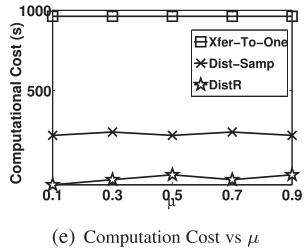 Computational Cost (s)
1000
500
Xfer-To-One
Dist-Samp
DistR
0.1 0.3 0.5 0.7 0.9
μ
(e) Computation Cost vs μ